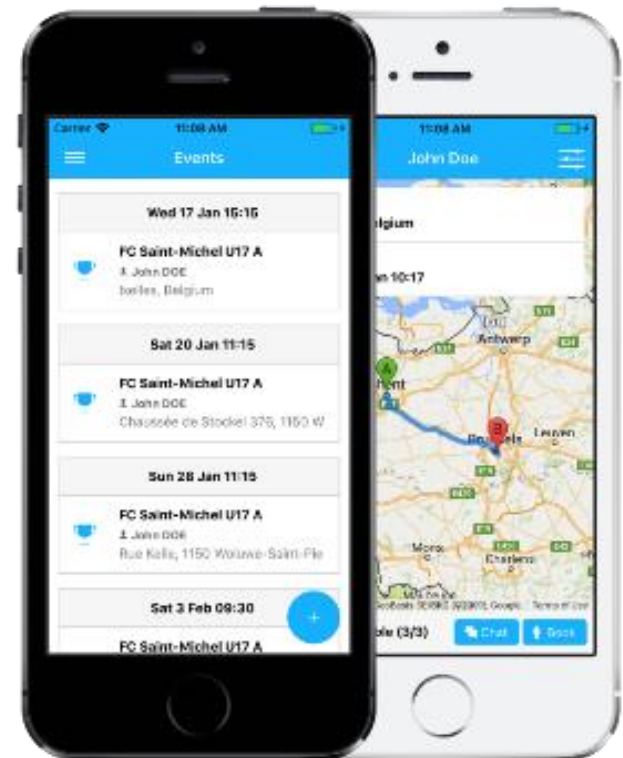 Carrier 11:08 AM
Events
Wed 17 Jan 15:15
FC Saint-Michel U17 A
John DOE
Ixelles, Belgium
Sat 20 Jan 11:15
FC Saint-Michel U17 A
John DOE
Chaussée de Stockel 376, 1150 W
Sun 28 Jan 11:15
FC Saint-Michel U17 A
John DOE
Rue Kelle, 1150 Woluwe-Saint-Pie
Sat 3 Feb 09:30
+
FC Saint-Michel U17 A
11:08 AM
John Doe
lgium
n 10:17
Antwerp
A
B
Leuven
Mons
Charleroi
Google
Terms of Use
ble (3/3)
Chat
Book